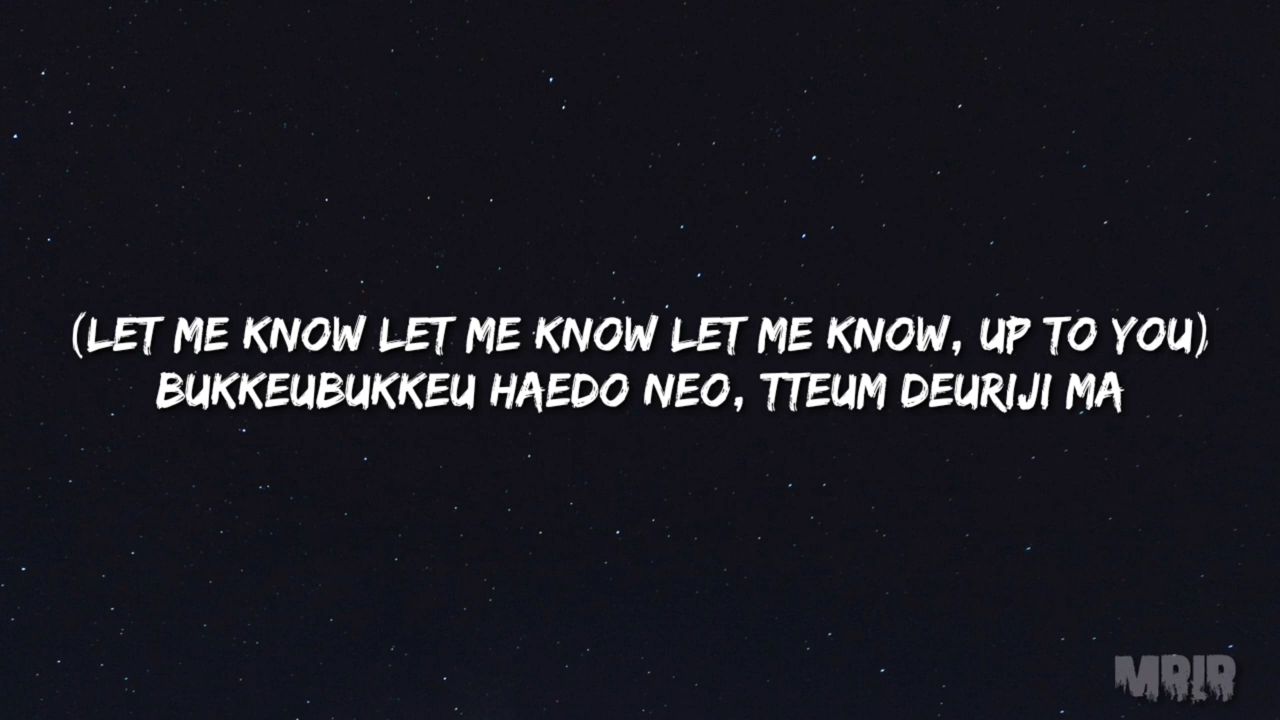 (LET ME KNOW LET ME KNOW LET ME KNOW, UP TO YOU)
BUKKEUBUKKEU HAEDO NEO, TTEUM DEURIJI MA
MRLR